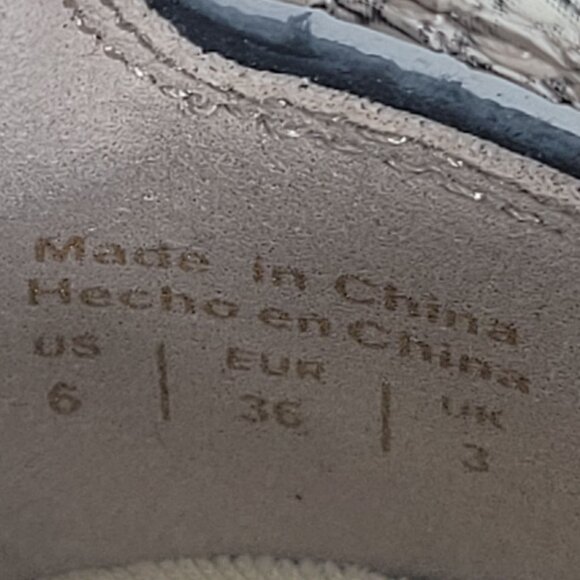 Made in China
Hecho en China
US | EUR | UK
6 | 36 | 3